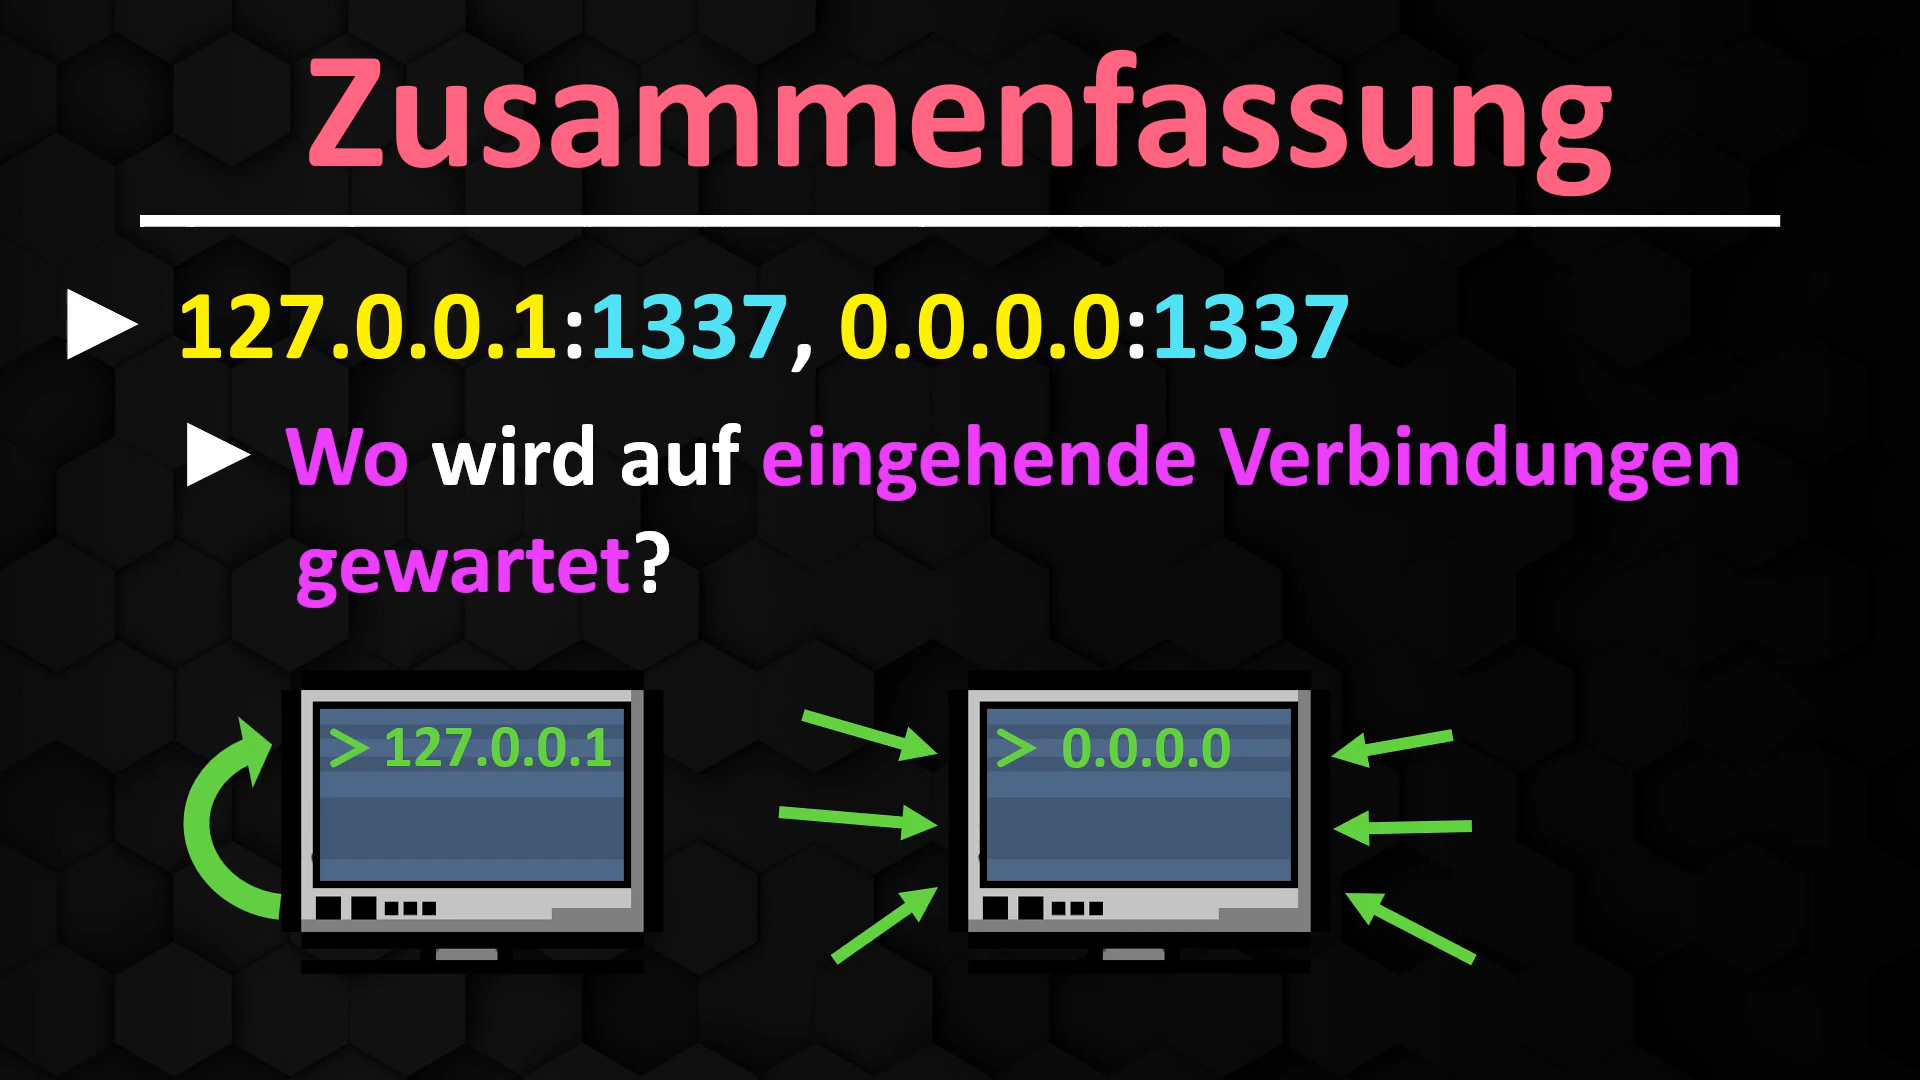 Zusammenfassung
127.0.0.1:1337, 0.0.0.0:1337
Wo wird auf eingehende Verbindungen
gewartet?
> 127.0.0.1
> 0.0.0.0